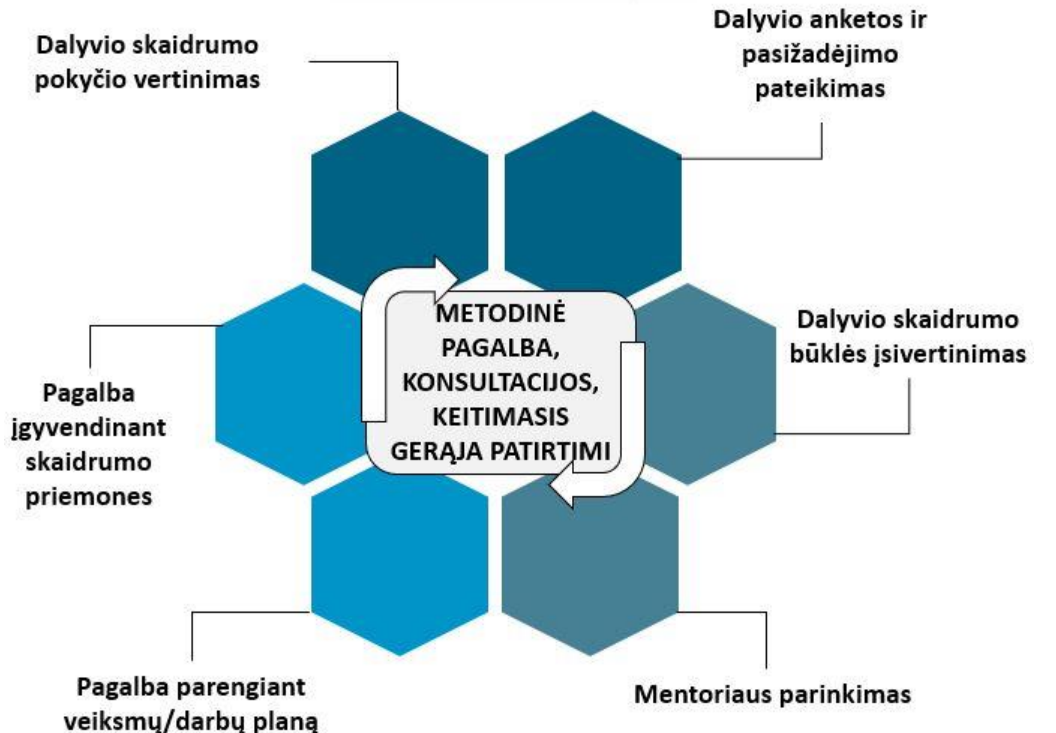 Dalyvio skaidrumo
pokyčio vertinimas
Dalyvio anketos ir
pasižadėjimo
pateikimas
METODINĖ
PAGALBA,
KONSULTACIJOS,
KEITIMASIS
GERĄJA PATIRTIMI
Dalyvio skaidrumo
būklės įsivertinimas
Pagalba
įgyvendinant
skaidrumo
priemones
Pagalba parengiant
veiksmų/darbų planą
Mentoriaus parinkimas